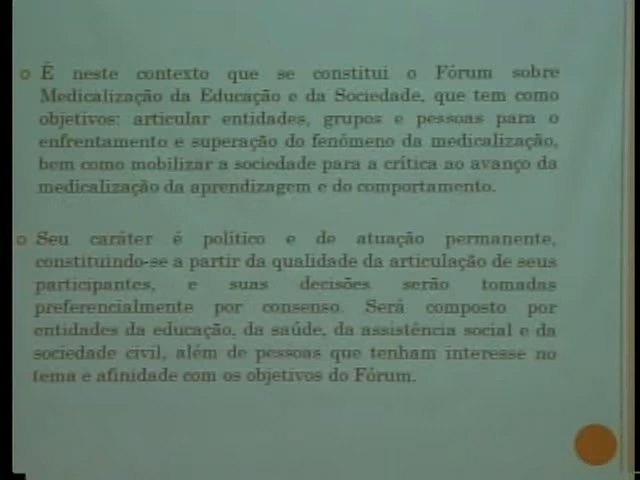 É neste contexto que se constitui o Fórum sobre
Medicalização da Educação e da Sociedade, que tem como
objetivos: articular entidades, grupos e pessoas para o
enfrentamento e superação do fenômeno da medicalização,
bem como mobilizar a sociedade para a crítica ao avanço da
medicalização da aprendizagem e do comportamento.
Seu caráter é político e de atuação permanente,
constituindo-se a partir da qualidade da articulação de seus
participantes, e suas decisões serão tomadas
preferencialmente por consenso. Será composto por
entidades da educação, da saúde, da assistência social e da
sociedade civil, além de pessoas que tenham interesse no
tema e afinidade com os objetivos do Fórum.